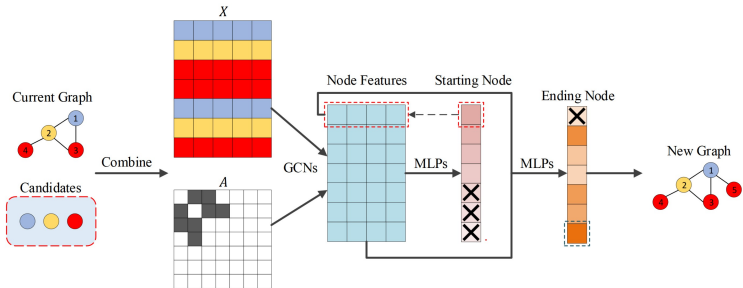 X
Node Features
Starting Node
Ending Node
Current Graph
1
2
4
3
Combine
GCNs
MLPs
MLPs
New Graph
1
2
5
4
3
Candidates
A